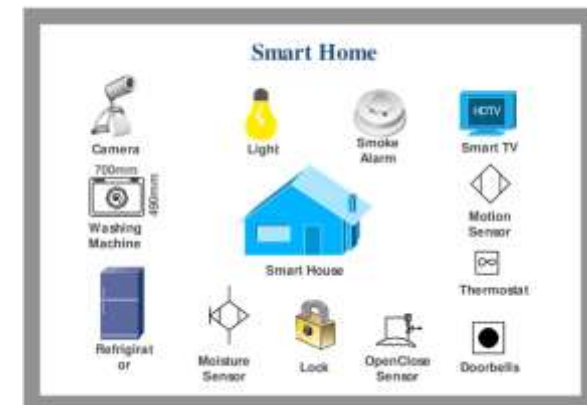 Smart Home
Camera
Light
Smoke
Alarm
HDTV
Smart TV
700mm
490mm
Washing
Machine
Motion
Sensor
Smart House
Thermostat
Refrigirat
or
Moisture
Sensor
Lock
OpenClose
Sensor
Doorbells